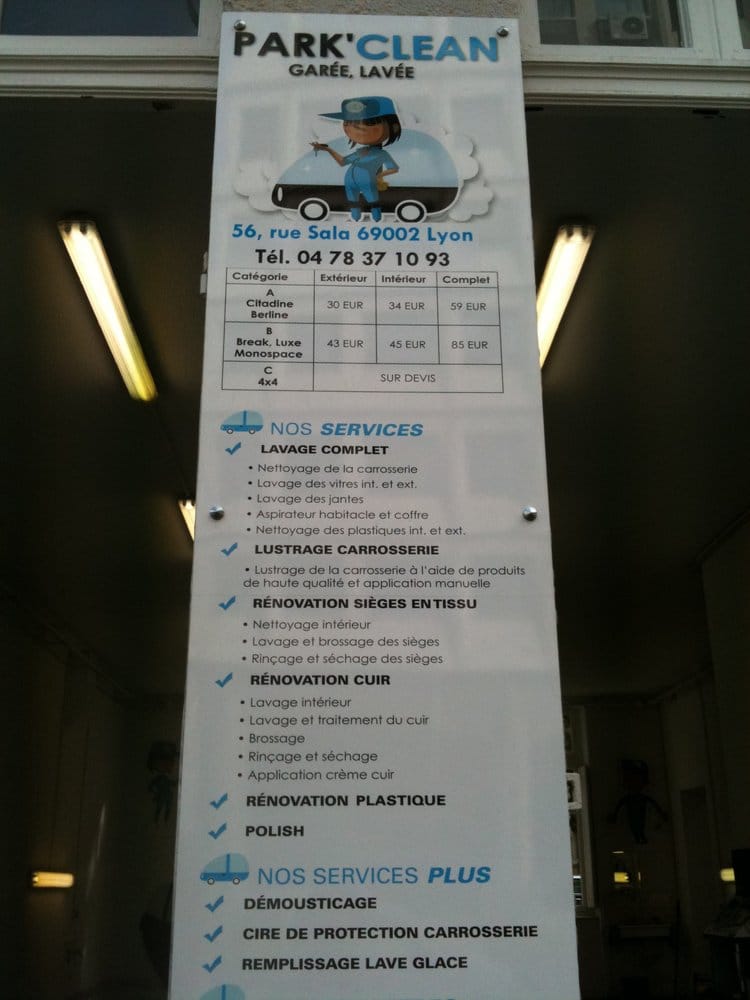 PARK'CLEAN
GARÉE, LAVÉE
56, rue Sala 69002 Lyon
Tél. 04 78 37 10 93
Catégorie Extérieur Intérieur Complet
A
Citadine
Berline
30 EUR 34 EUR 59 EUR
B
Break, Luxe
Monospace
43 EUR 45 EUR 85 EUR
C
4x4
SUR DEVIS
NOS SERVICES
LAVAGE COMPLET
• Nettoyage de la carrosserie
• Lavage des vitres int. et ext.
• Lavage des jantes
• Aspirateur habitacle et coffre
• Nettoyage des plastiques int. et ext.
LUSTRAGE CARROSSERIE
• Lustrage de la carrosserie à l'aide de produits
de haute qualité et application manuelle
RÉNOVATION SIÈGES EN TISSU
• Nettoyage intérieur
• Lavage et brossage des sièges
• Rinçage et séchage des sièges
RÉNOVATION CUIR
• Lavage intérieur
• Lavage et traitement du cuir
• Brossage
• Rinçage et séchage
• Application crème cuir
RÉNOVATION PLASTIQUE
POLISH
NOS SERVICES PLUS
DÉMOUSTICAGE
CIRE DE PROTECTION CARROSSERIE
REMPLISSAGE LAVE GLACE